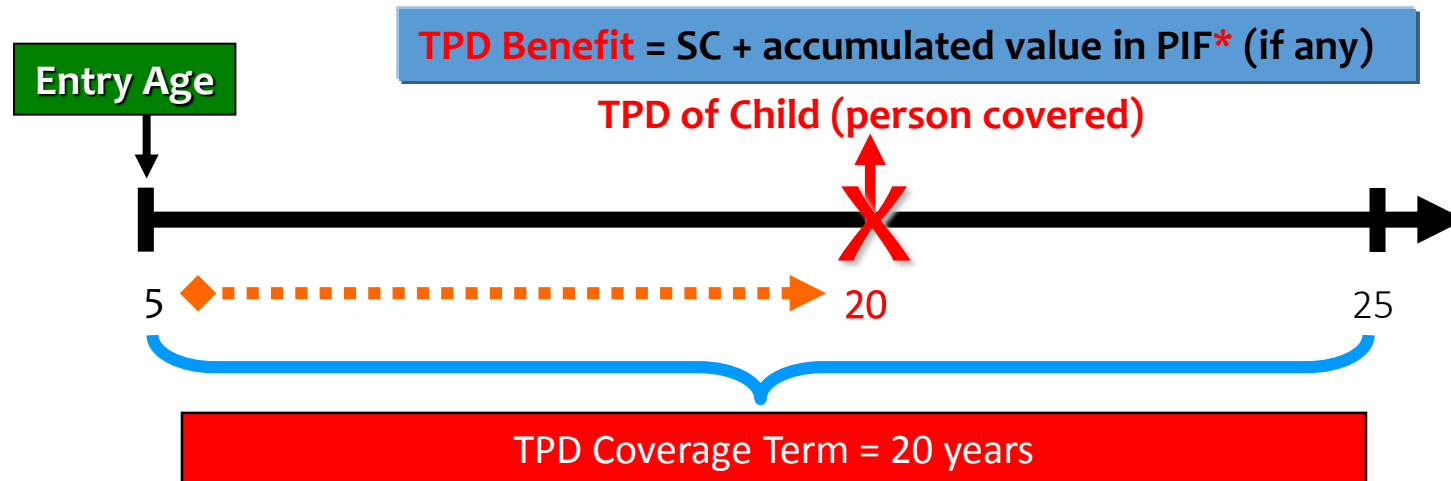 TPD Benefit = SC + accumulated value in PIF* (if any)
Entry Age
TPD of Child (person covered)
X
5
20
25
TPD Coverage Term = 20 years